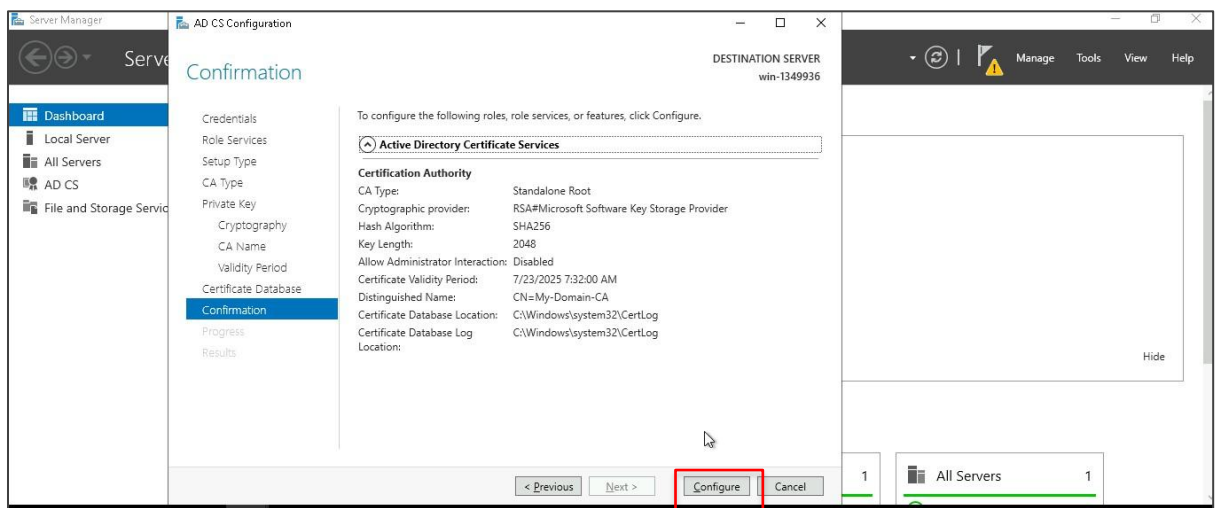 Server Manager
Serve
Manage Tools View Help
Dashboard
Local Server
All Servers
AD CS
File and Storage Servic
AD CS Configuration
Confirmation
DESTINATION SERVER
win-1349936
Credentials
Role Services
Setup Type
CA Type
Private Key
Cryptography
CA Name
Validity Period
Certificate Database
Confirmation
Progress
Results
To configure the following roles, role services, or features, click Configure.
Active Directory Certificate Services
Certification Authority
CA Type: Standalone Root
Cryptographic provider: RSA#Microsoft Software Key Storage Provider
Hash Algorithm: SHA256
Key Length: 2048
Allow Administrator Interaction: Disabled
Certificate Validity Period: 7/23/2025 7:32:00 AM
Distinguished Name: CN=My-Domain-CA
Certificate Database Location: C:\Windows\system32\CertLog
Certificate Database Log C:\Windows\system32\CertLog
Location:
< Previous Next > Configure Cancel
Hide
1
All Servers 1